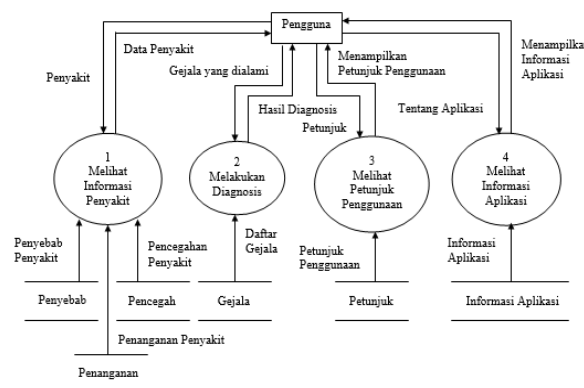 Pengguna
Data Penyakit
Penyakit
Gejala yang dialami
Hasil Diagnosis
Menampilkan
Petunjuk Penggunaan
Petunjuk
Tentang Aplikasi
Menampilka
Informasi
Aplikasi
1
Melihat
Informasi
Penyakit
2
Melakukan
Diagnosis
3
Melihat
Petunjuk
Penggunaan
4
Melihat
Informasi
Aplikasi
Penyebab
Penyakit
Pencegahan
Penyakit
Daftar
Gejala
Petunjuk
Penggunaan
Informasi
Aplikasi
Penyebab
Pencegah
Gejala
Petunjuk
Informasi Aplikasi
Penanganan Penyakit
Penanganan